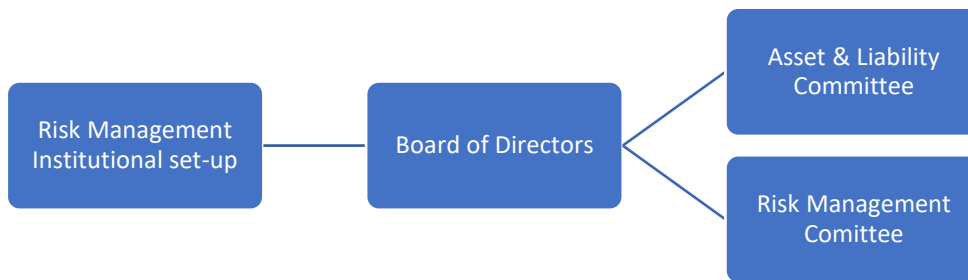 Risk Management
Institutional set-up
Board of Directors
Asset & Liability
Committee
Risk Management
Comittee